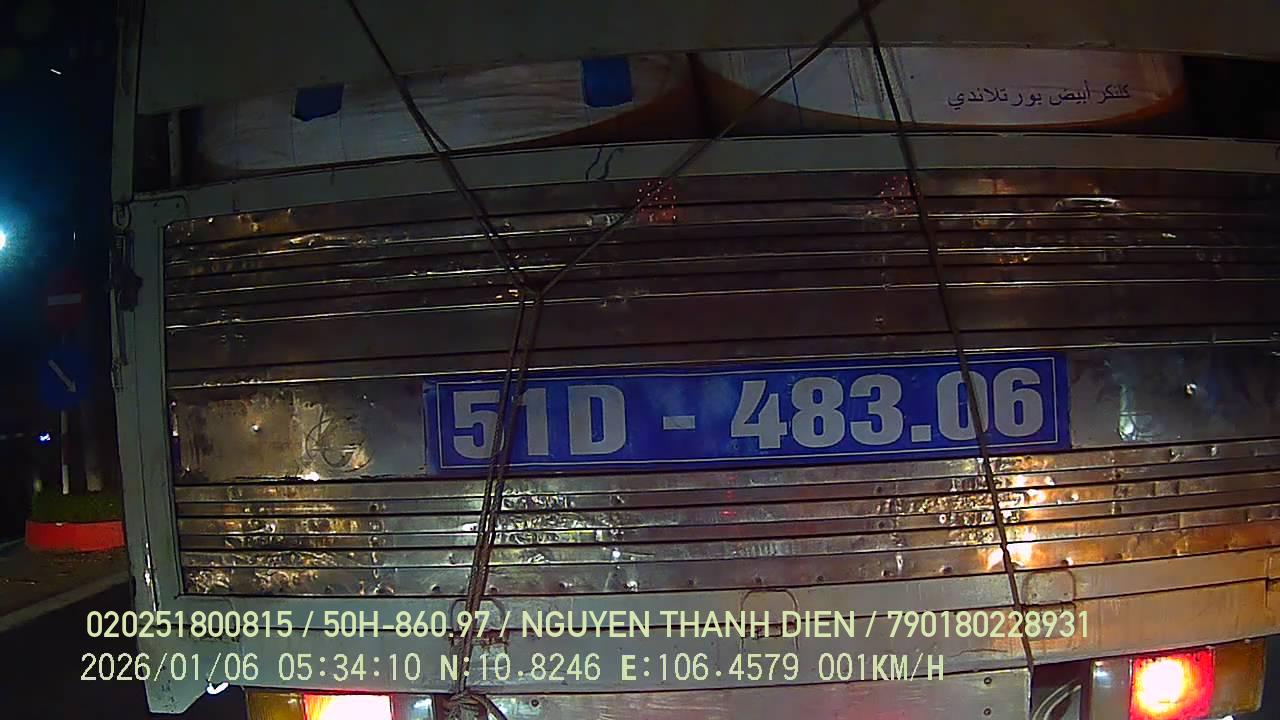 كلنكر أبيض بورتلاندي
51D - 483.06
020251800815 / 50H-860.97 / NGUYEN THANH DIEN / 790180228931
2026/01/06 05:34:10 N:10.8246 E:106.4579 001KM/H